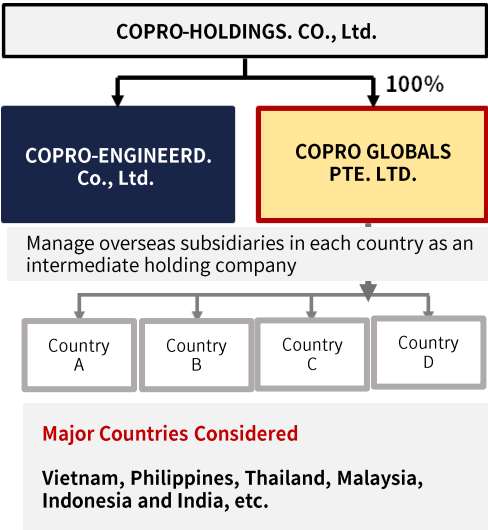 COPRO-HOLDINGS. CO., Ltd.
100%
COPRO-ENGINEERD.
Co., Ltd.
COPRO GLOBALS
PTE. LTD.
Manage overseas subsidiaries in each country as an
intermediate holding company
Country
A
Country
B
Country
C
Country
D
Major Countries Considered
Vietnam, Philippines, Thailand, Malaysia,
Indonesia and India, etc.